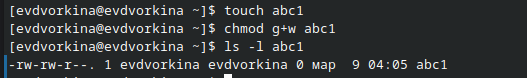 [evdvorkina@evdvorkina ~]$ touch abc1
[evdvorkina@evdvorkina ~]$ chmod g+w abc1
[evdvorkina@evdvorkina ~]$ ls -l abc1
-rw-rw-r--. 1 evdvorkina evdvorkina 0 мар  9 04:05 abc1